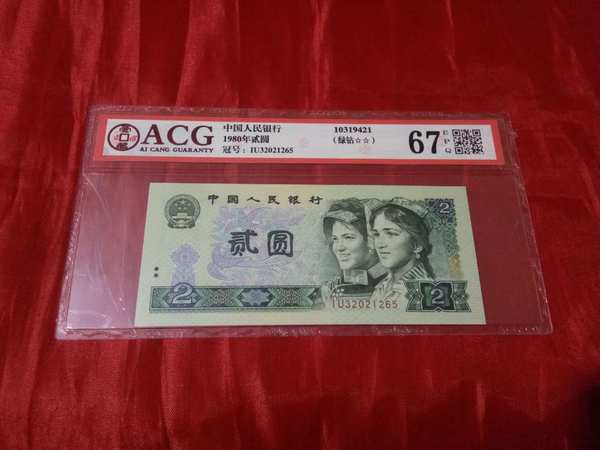 ACG
AI CANG GUARANTY
中国人民银行
1980年贰圆
冠号：IU32021265
10319421
（绿钻☆☆）
67
E
P
Q
中国人民银行
贰圆
2
2
2
IU32021265